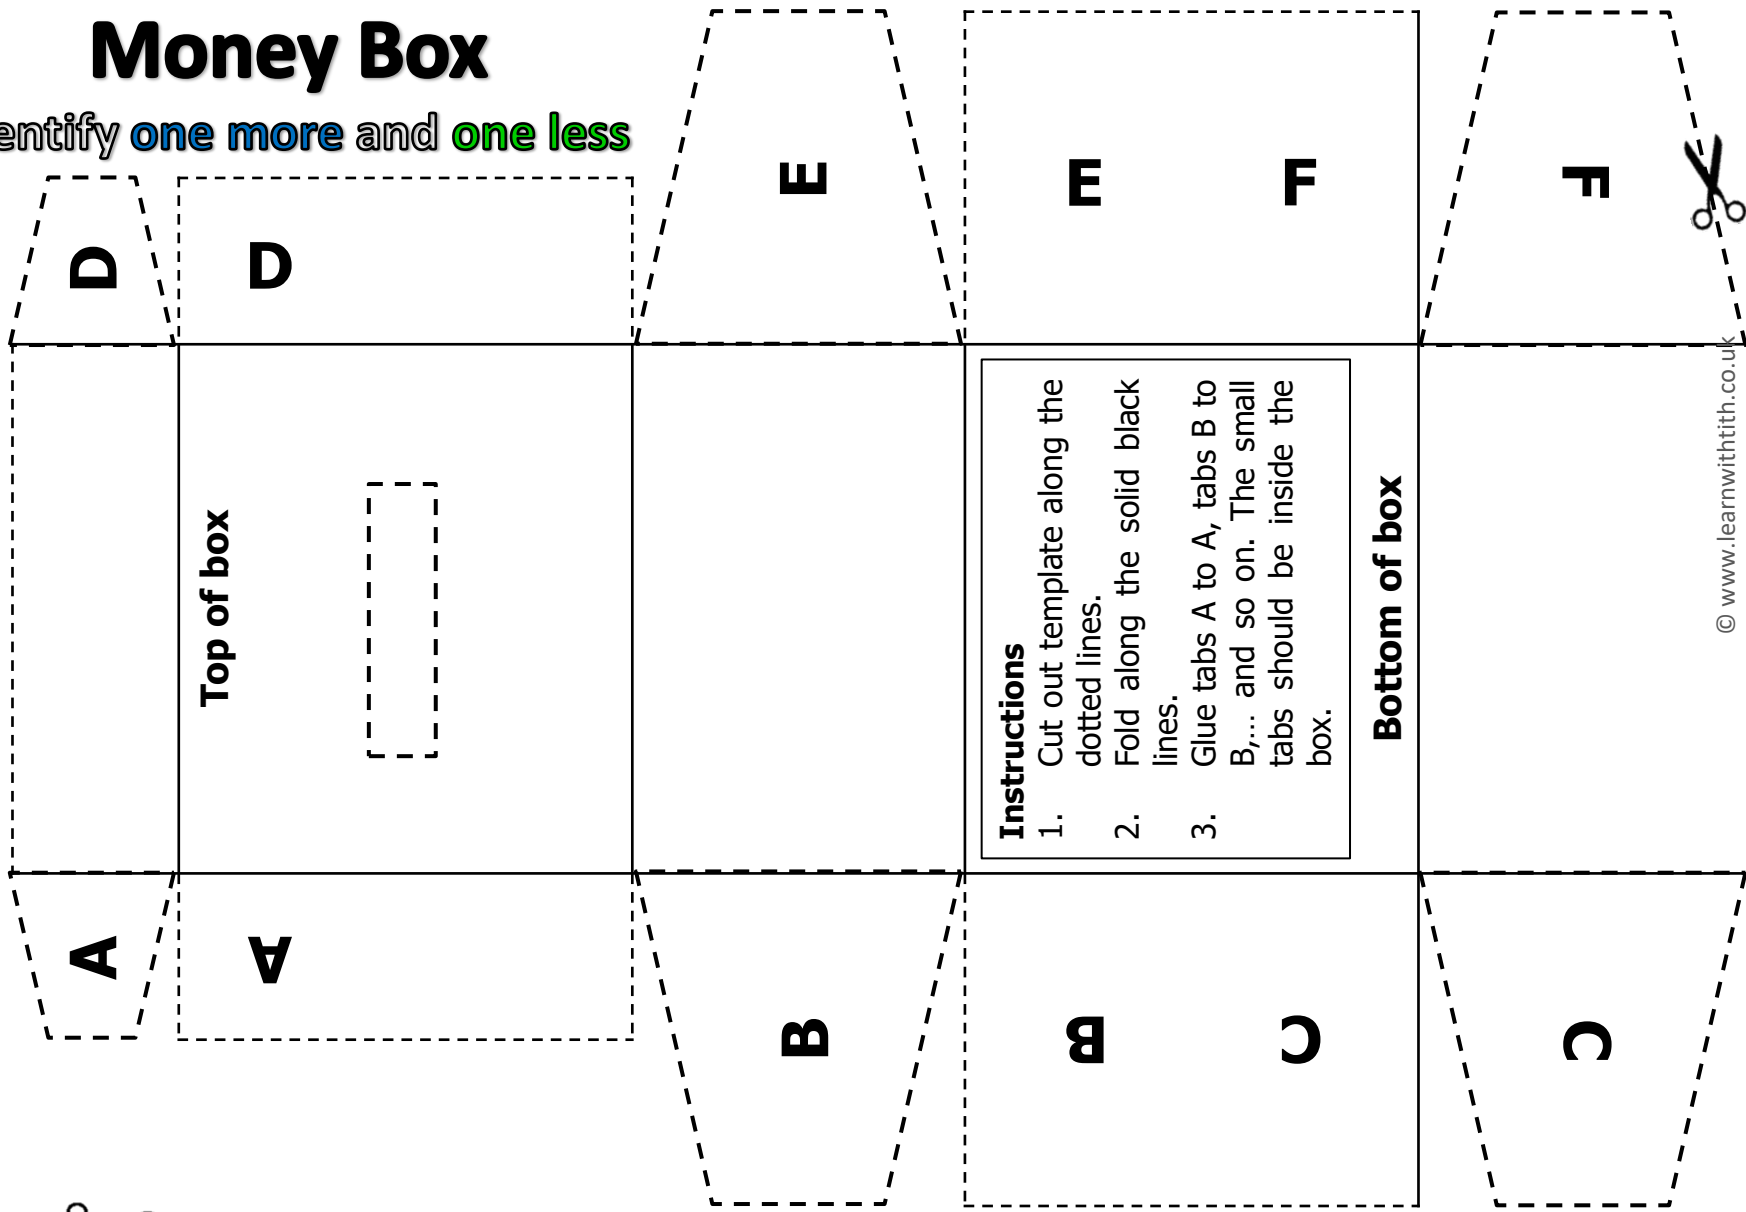 Money Box
entify one more and one less
E
E F
F
D
D
Top of box
Instructions
1. Cut out template along the
dotted lines.
2. Fold along the solid black
lines.
3. Glue tabs A to A, tabs B to
B,... and so on. The small
tabs should be inside the
box.
Bottom of box
© www.learnwithtith.co.uk
A
A
B
B C
C